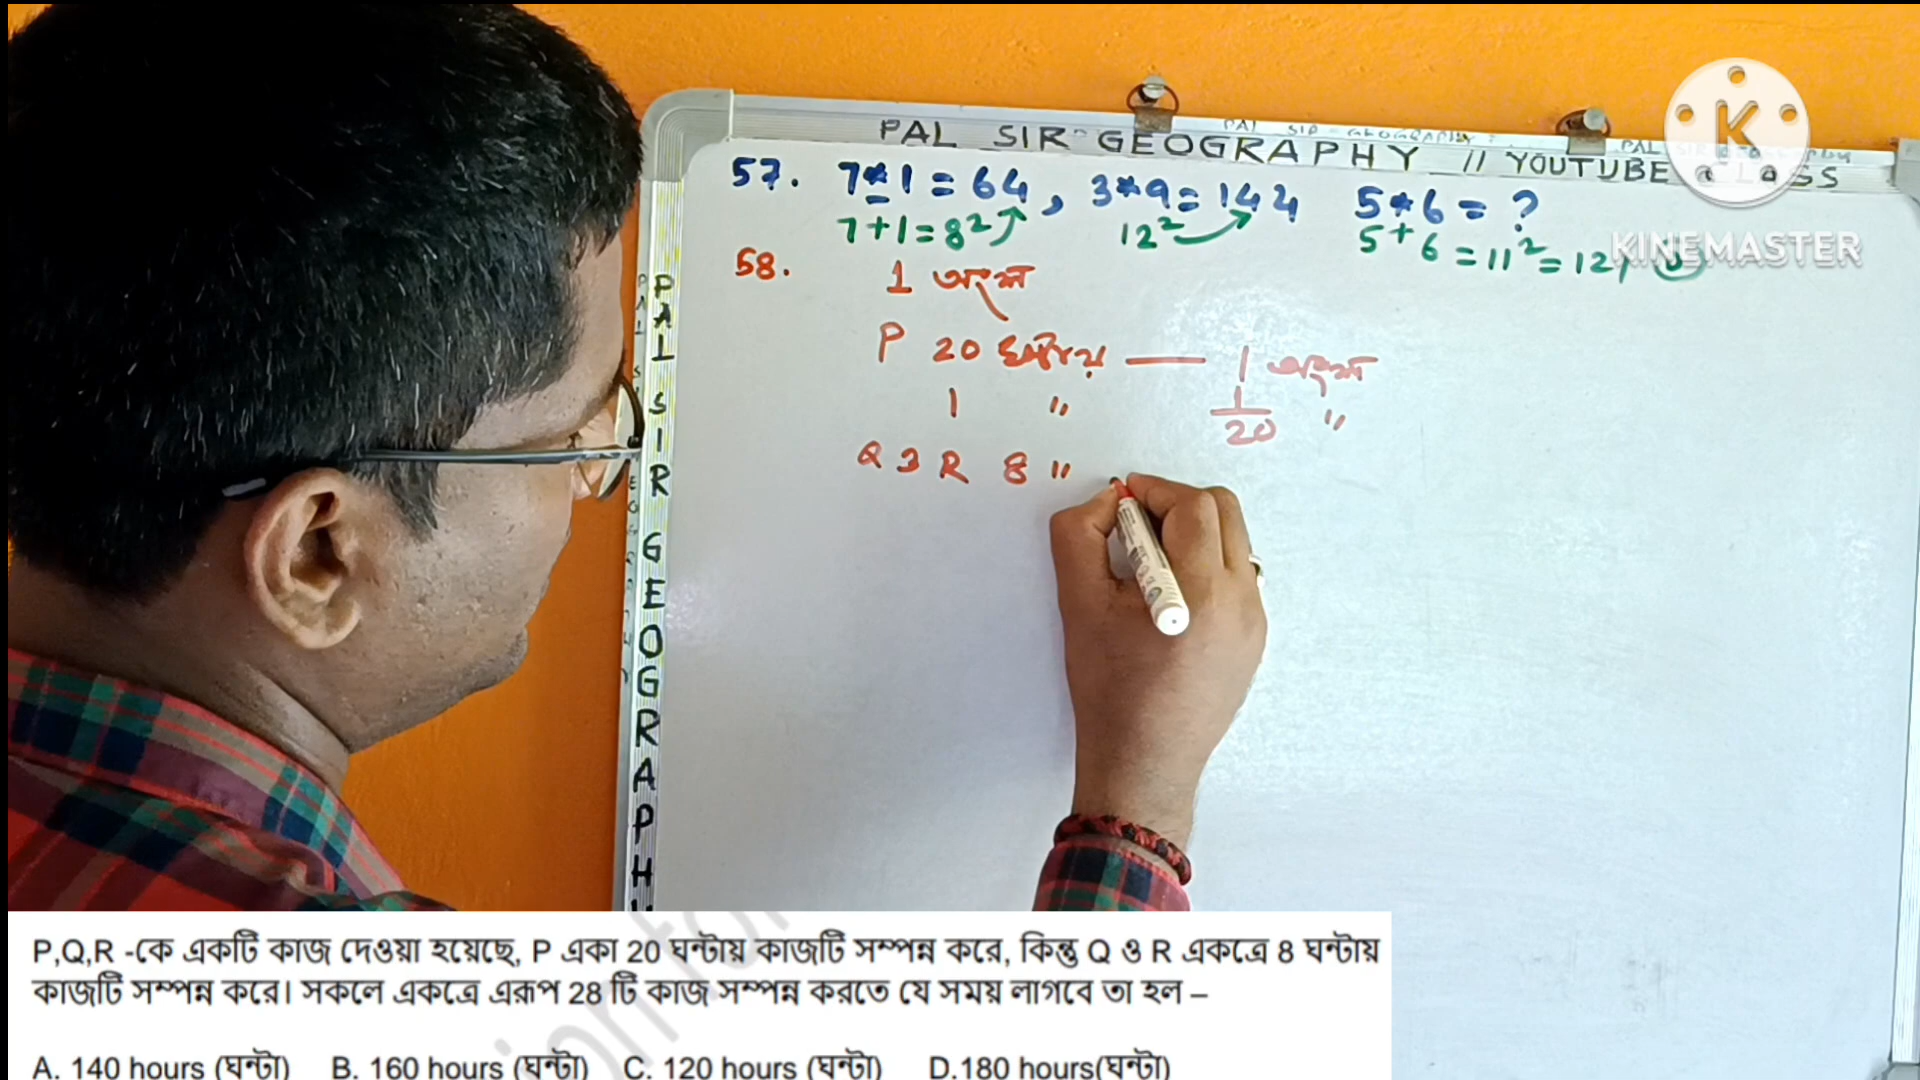 PAL SIR GEOGRAPHY // YOUTUBE CLASS
57. 7*1=64, 3*9=144 5*6=?
7+1=8² 12² 5+6=11²=121
58. 1 অংশ
P 20 ঘন্টায় — 1 অংশ
1 " 1/20 "
Q ও R 8 "
PAL SIR GEOGRAPHY
K
KINEMASTER
P,Q,R -কে একটি কাজ দেওয়া হয়েছে, P একা 20 ঘন্টায় কাজটি সম্পন্ন করে, কিন্তু Q ও R একত্রে 8 ঘন্টায়
কাজটি সম্পন্ন করে। সকলে একত্রে এরূপ 28 টি কাজ সম্পন্ন করতে যে সময় লাগবে তা হল –
A. 140 hours (ঘন্টা) B. 160 hours (ঘন্টা) C. 120 hours (ঘন্টা) D.180 hours(ঘন্টা)